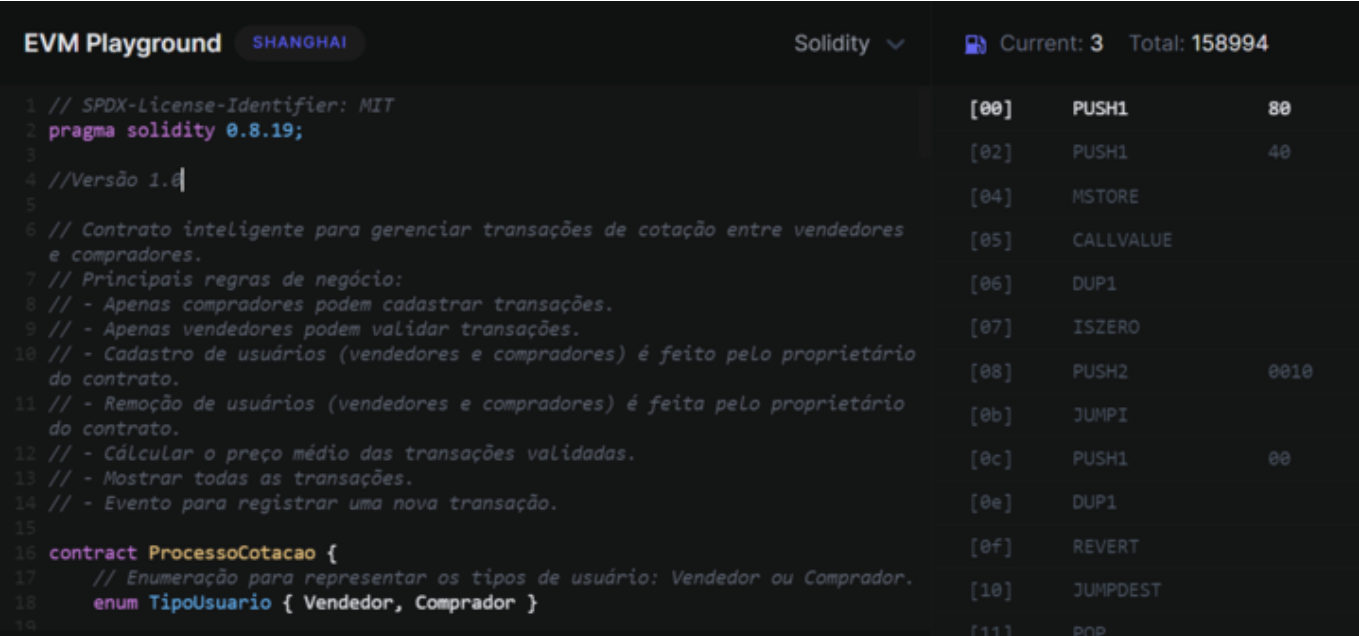 EVM Playground SHANGHAI Solidity
1 // SPDX-License-Identifier: MIT
2 pragma solidity 0.8.19;
3
4 //Versão 1.0
5
6 // Contrato inteligente para gerenciar transações de cotação entre vendedores
e compradores.
7 // Principais regras de negócio:
8 // - Apenas compradores podem cadastrar transações.
9 // - Apenas vendedores podem validar transações.
10 // - Cadastro de usuários (vendedores e compradores) é feito pelo proprietário
do contrato.
11 // - Remoção de usuários (vendedores e compradores) é feita pelo proprietário
do contrato.
12 // - Cálcular o preço médio das transações validadas.
13 // - Mostrar todas as transações.
14 // - Evento para registrar uma nova transação.
15
16 contract ProcessoCotacao {
17 // Enumeração para representar os tipos de usuário: Vendedor ou Comprador.
18 enum TipoUsuario { Vendedor, Comprador }
19
Current: 3 Total: 158994
[00] PUSH1 80
[02] PUSH1 40
[04] MSTORE
[05] CALLVALUE
[06] DUP1
[07] ISZERO
[08] PUSH2 0010
[0b] JUMPI
[0c] PUSH1 00
[0e] DUP1
[0f] REVERT
[10] JUMPDEST
[11] POP